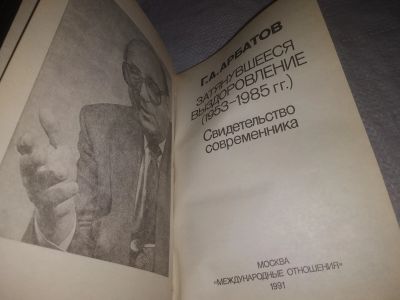 Г.А. АРБАТОВ
ЗАТЯНУВШЕЕСЯ
ВЫЗДОРОВЛЕНИЕ
(1953-1985 гг.)
Свидетельство
современника
МОСКВА
"МЕЖДУНАРОДНЫЕ ОТНОШЕНИЯ"
1991